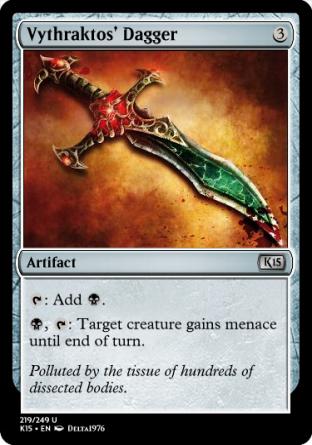 Vythraktos' Dagger 3
Artifact K15
: Add .
, : Target creature gains menace
until end of turn.
Polluted by the tissue of hundreds of
dissected bodies.
219/249 U
K15 • EN DELTA1976